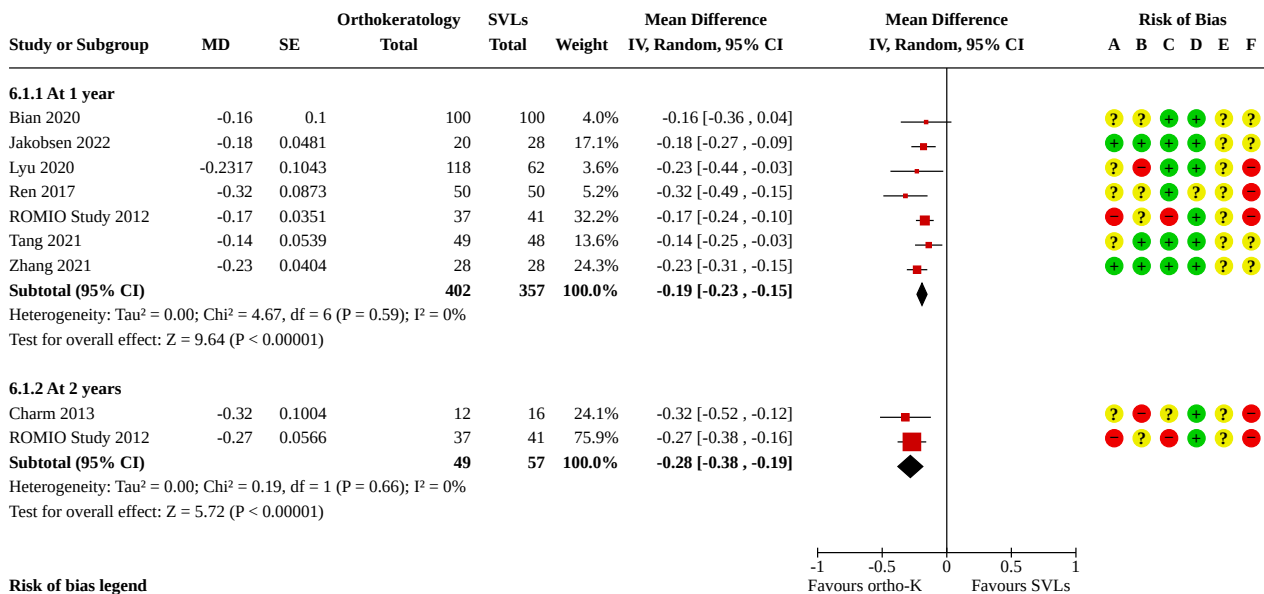 Orthokeratology SVLs Mean Difference Mean Difference Risk of Bias
Study or Subgroup MD SE Total Total Weight IV, Random, 95% CI IV, Random, 95% CI A B C D E F
6.1.1 At 1 year
Bian 2020 -0.16 0.1 100 100 4.0% -0.16 [-0.36 , 0.04] ? ? + + ? ?
Jakobsen 2022 -0.18 0.0481 20 28 17.1% -0.18 [-0.27 , -0.09] + + + + ? ?
Lyu 2020 -0.2317 0.1043 118 62 3.6% -0.23 [-0.44 , -0.03] ? − + + ? −
Ren 2017 -0.32 0.0873 50 50 5.2% -0.32 [-0.49 , -0.15] ? ? + ? ? −
ROMIO Study 2012 -0.17 0.0351 37 41 32.2% -0.17 [-0.24 , -0.10] − ? − + ? −
Tang 2021 -0.14 0.0539 49 48 13.6% -0.14 [-0.25 , -0.03] ? + + + ? ?
Zhang 2021 -0.23 0.0404 28 28 24.3% -0.23 [-0.31 , -0.15] + + + + ? ?
Subtotal (95% CI) 402 357 100.0% -0.19 [-0.23 , -0.15]
Heterogeneity: Tau² = 0.00; Chi² = 4.67, df = 6 (P = 0.59); I² = 0%
Test for overall effect: Z = 9.64 (P < 0.00001)
6.1.2 At 2 years
Charm 2013 -0.32 0.1004 12 16 24.1% -0.32 [-0.52 , -0.12] ? − ? + ? −
ROMIO Study 2012 -0.27 0.0566 37 41 75.9% -0.27 [-0.38 , -0.16] − ? − + ? −
Subtotal (95% CI) 49 57 100.0% -0.28 [-0.38 , -0.19]
Heterogeneity: Tau² = 0.00; Chi² = 0.19, df = 1 (P = 0.66); I² = 0%
Test for overall effect: Z = 5.72 (P < 0.00001)
-1 -0.5 0 0.5 1
Favours ortho-K Favours SVLs
Risk of bias legend